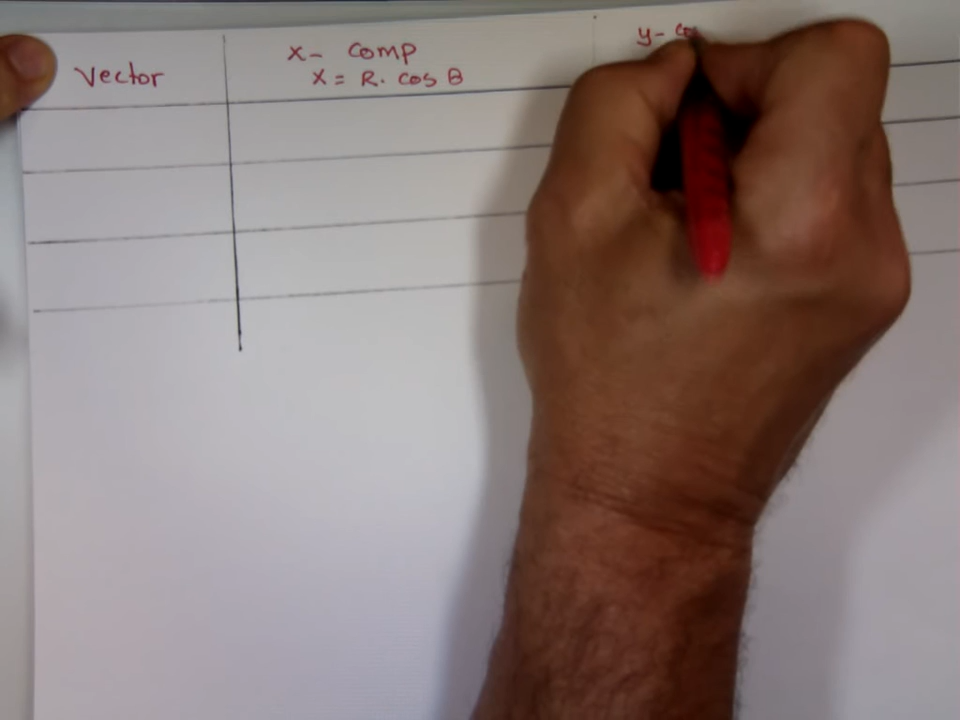 Vector
x- comp
x = R. cos B
y-